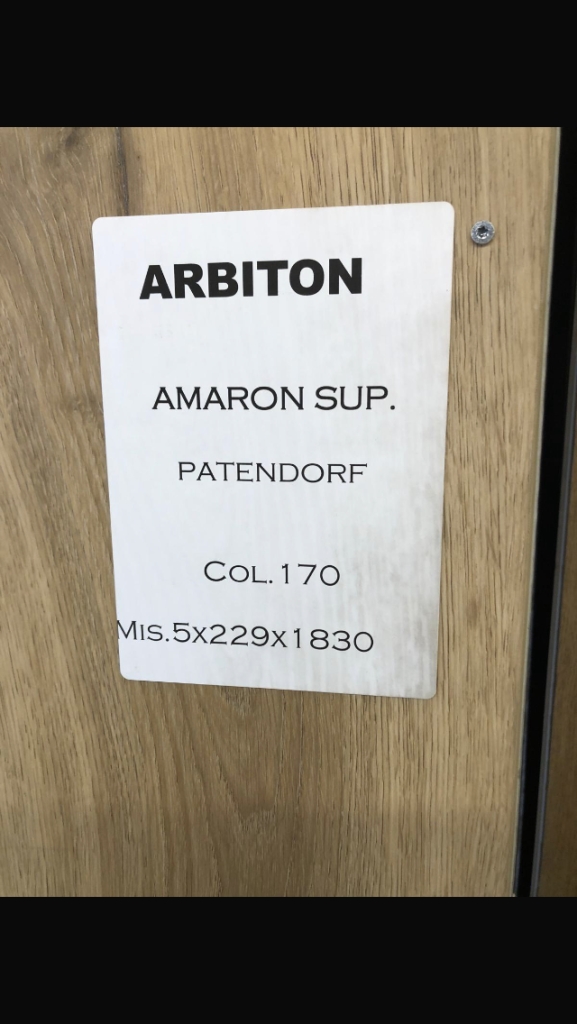 ARBITON
AMARON SUP.
PATENDORF
COL.170
MIS.5X229X1830